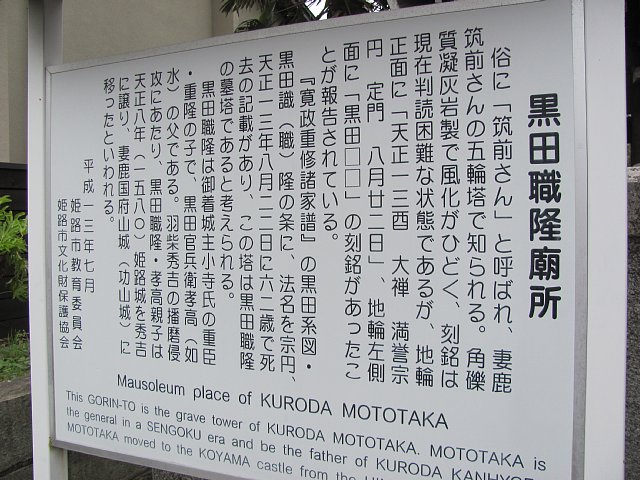 黒田職隆廟所
俗に「筑前さん」と呼ばれ、妻鹿
筑前さんの五輪塔で知られる。角礫
質凝灰岩製で風化がひどく、刻銘は
現在判読困難な状態であるが、地輪
正面に「天正一三酉　大禅　満誉宗
円　定門　八月廿二日」、地輪左側
面に「黒田□□」の刻銘があったこ
とが報告されている。
『寛政重修諸家譜』の黒田系図・
黒田識（職）隆の条に、法名を宗円、
天正一三年八月二二日に六二歳で死
去の記載があり、この塔は黒田職隆
の墓塔であると考えられる。
黒田職隆は御着城主小寺氏の重臣
・重隆の子で、黒田官兵衛孝高（如
水）の父である。羽柴秀吉の播磨侵
攻にあたり、黒田職隆・孝高親子は
天正八年（一五八〇）姫路城を秀吉
に譲り、妻鹿国府山城（功山城）に
移ったといわれる。
平成一三年七月
姫路市教育委員会
姫路市文化財保護協会
Mausoleum place of KURODA MOTOTAKA
This GORIN-TO is the grave tower of KURODA MOTOTAKA. MOTOTAKA is
the general in a SENGOKU era and be the father of KURODA
MOTOTAKA moved to the KOYAMA castle from the